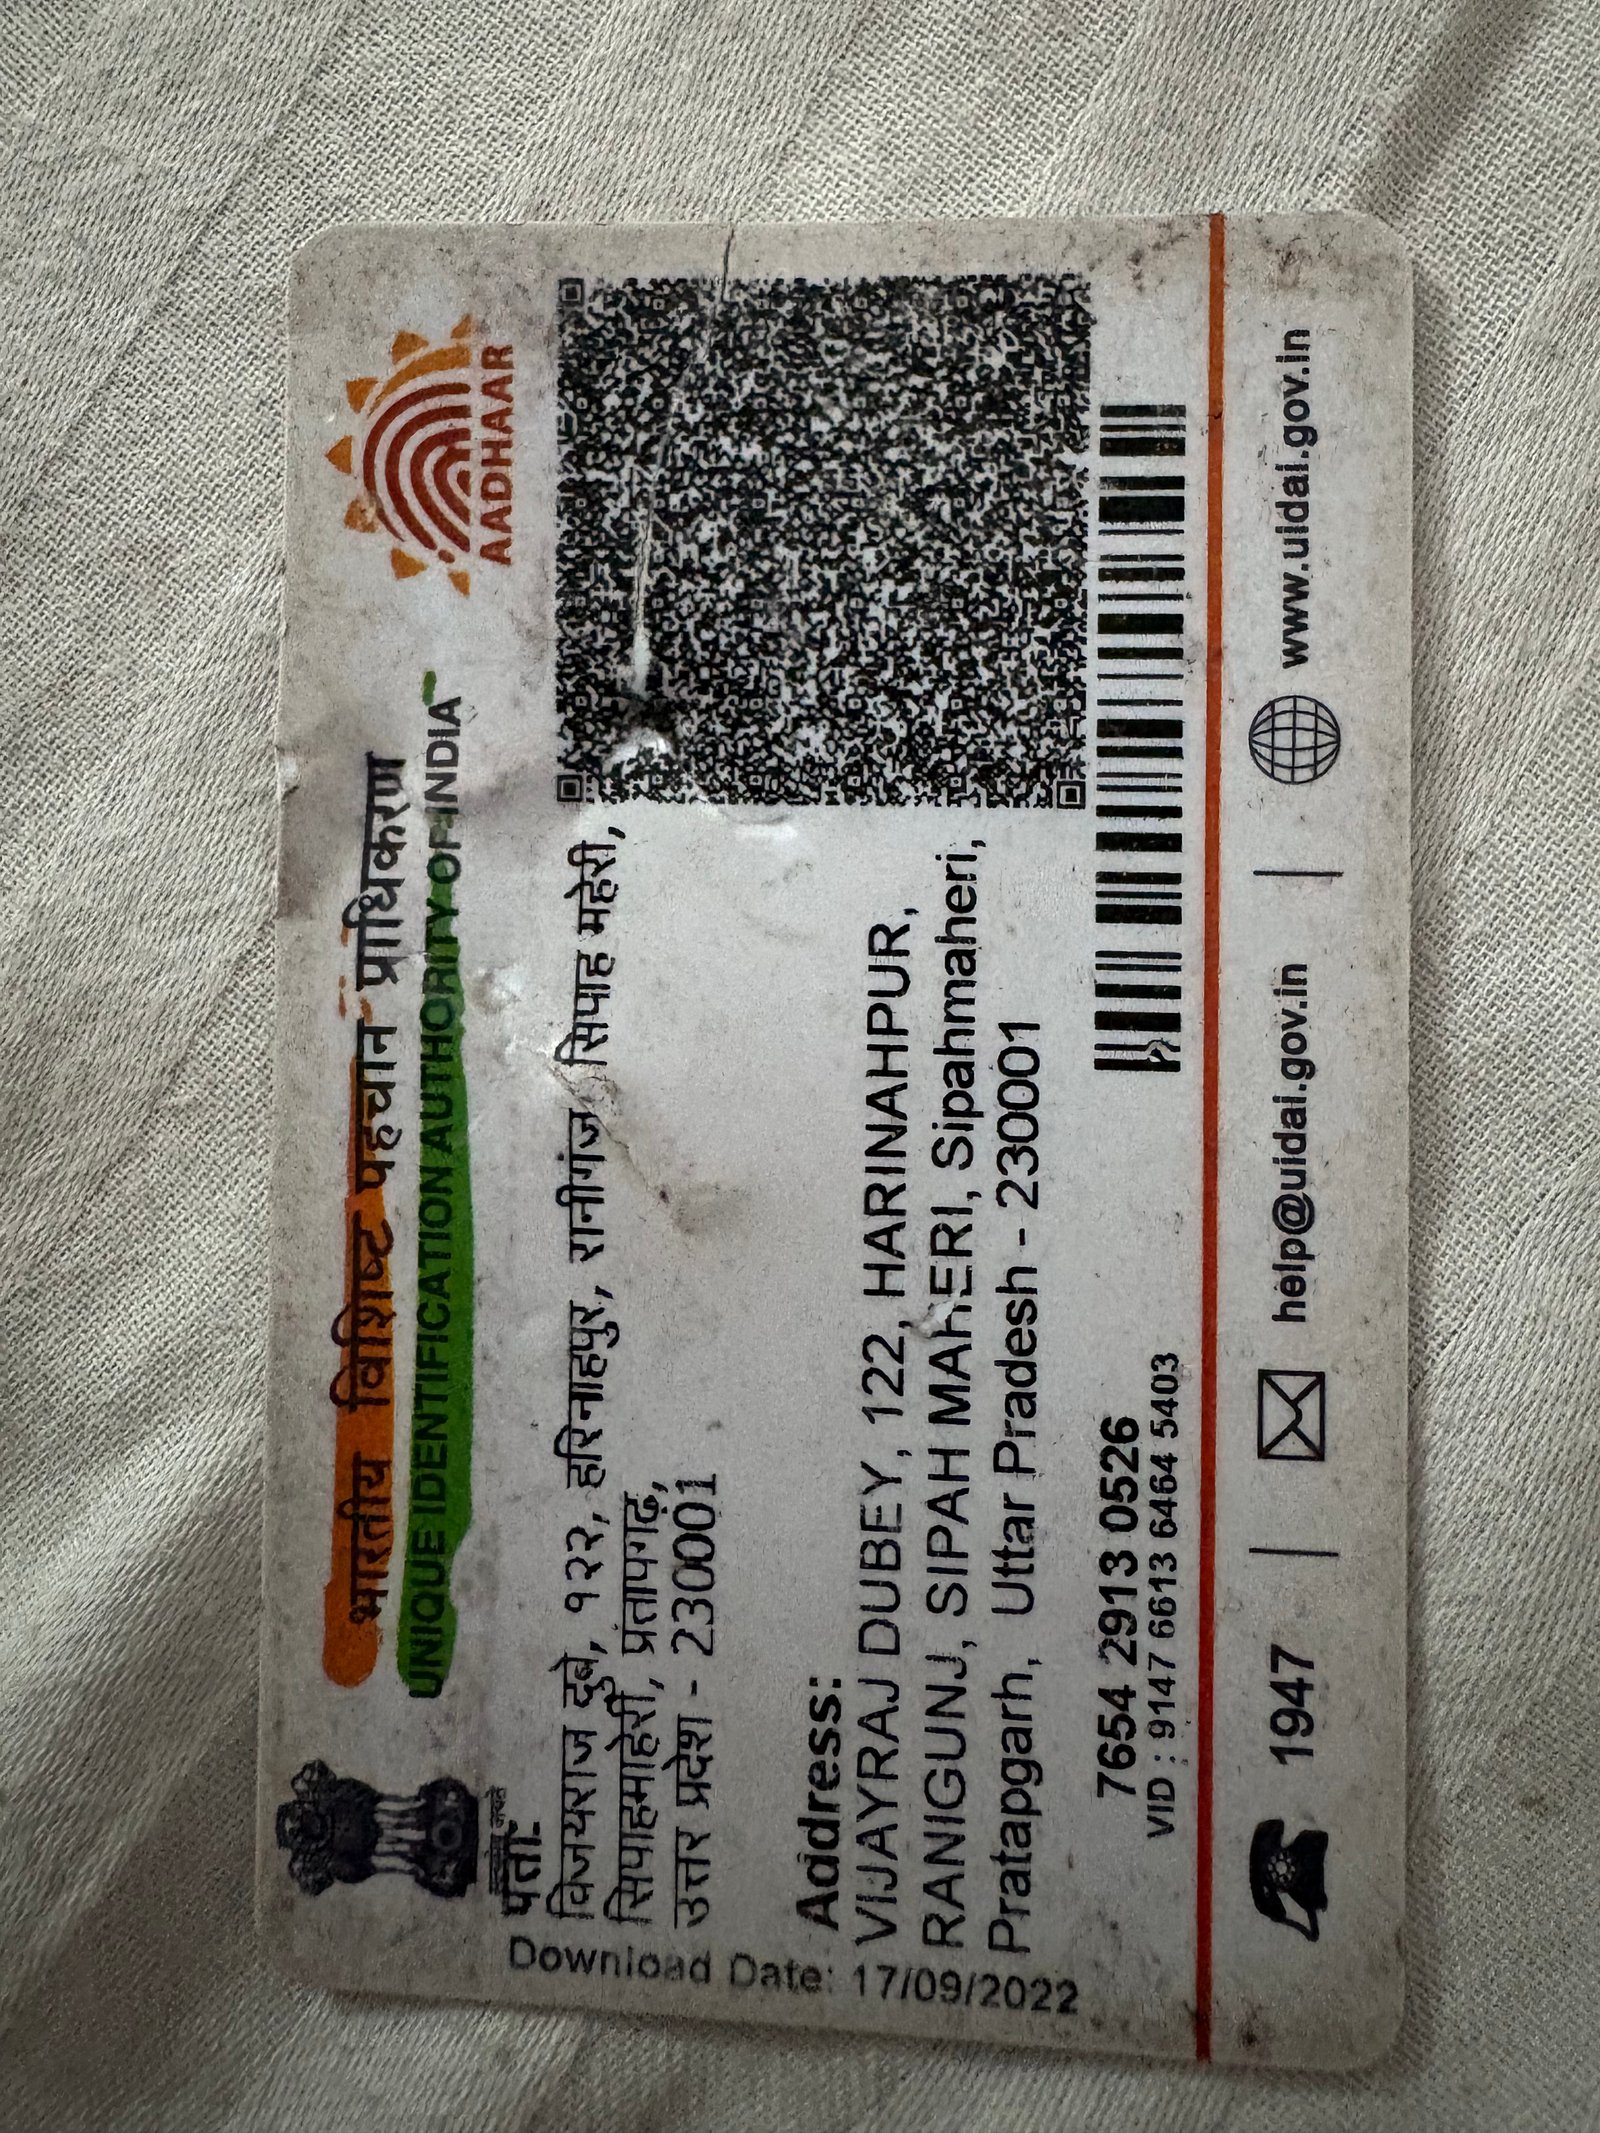 भारतीय विशिष्ट पहचान प्राधिकरण
UNIQUE IDENTIFICATION AUTHORITY OF INDIA
AADHAAR
पता:
विजयराज दुबे, १२२, हरिनाहपुर, रानीगंज सिपाह महेरी,
सिपाहमाहेरी, प्रतापगढ़,
उत्तर प्रदेश - 230001
Address:
VIJAYRAJ DUBEY, 122, HARINAHPUR,
RANIGUNJ, SIPAH MAHERI, Sipahmaheri,
Pratapgarh, Uttar Pradesh - 230001
Download Date: 17/09/2022
7654 2913 0526
VID : 9147 6613 6464 5403
1947 | help@uidai.gov.in | www.uidai.gov.in